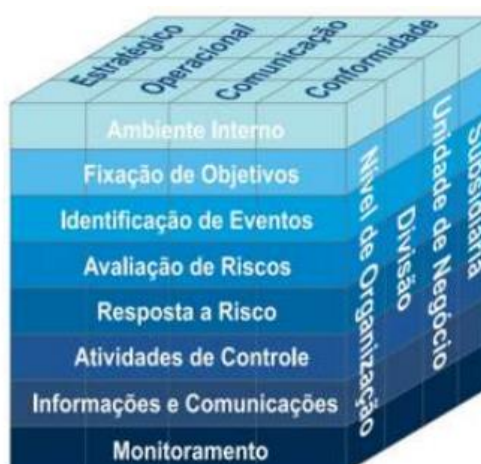 Estratégico
Operacional
Comunicação
Conformidade
Ambiente Interno
Fixação de Objetivos
Identificação de Eventos
Avaliação de Riscos
Resposta a Risco
Atividades de Controle
Informações e Comunicações
Monitoramento
Nível de Organização
Divisão
Unidade de Negócio
Subsidiária